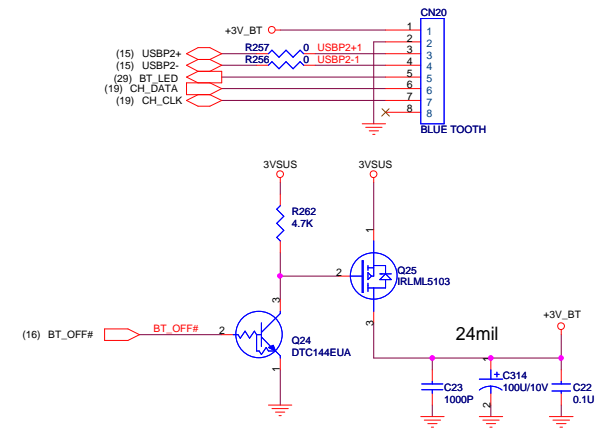 CN20
+3V_BT
1 1
2 2
(15) USBP2+ R257 0 USBP2+1 3 3
(15) USBP2- R256 0 USBP2-1 4 4
(29) BT_LED 5 5
(19) CH_DATA 6 6
(19) CH_CLK 7 7
8 8
BLUE TOOTH
3VSUS 3VSUS
R262
4.7K
1
2
Q25
IRLML5103
3
3
(16) BT_OFF# BT_OFF# 2
Q24
DTC144EUA
1
24mil
+3V_BT
1
+ C314
100U/10V
2
C23
1000P
C22
0.1U